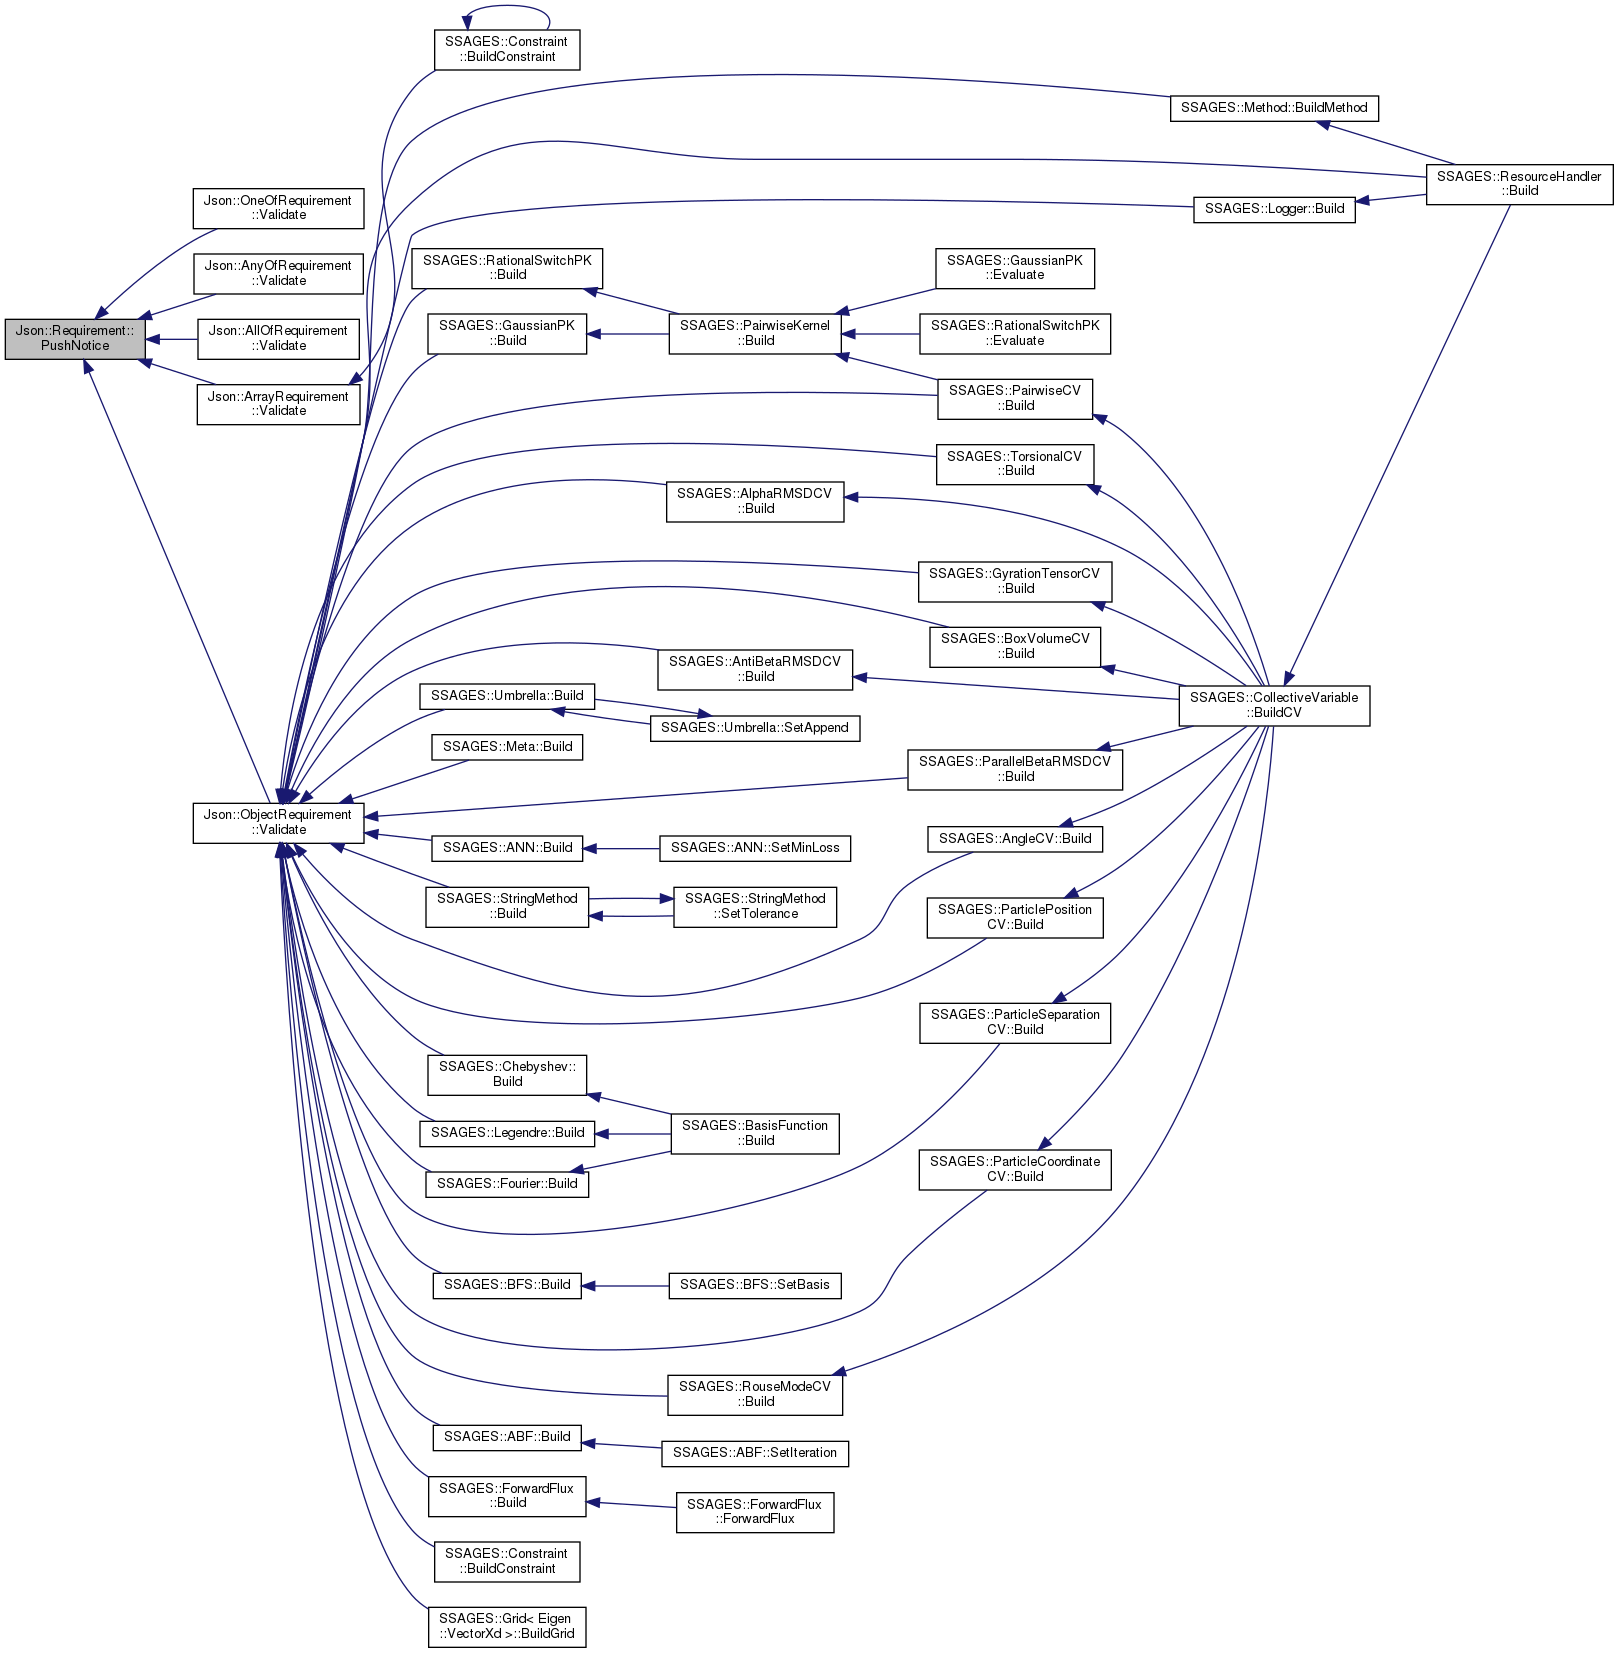 SSAGES::Constraint
::BuildConstraint
SSAGES::Method::BuildMethod
SSAGES::ResourceHandler
::Build
Json::OneOfRequirement
::Validate
SSAGES::Logger::Build
Json::AnyOfRequirement
::Validate
SSAGES::RationalSwitchPK
::Build
SSAGES::GaussianPK
::Evaluate
Json::Requirement::
PushNotice
Json::AllOfRequirement
::Validate
SSAGES::GaussianPK
::Build
SSAGES::PairwiseKernel
::Build
SSAGES::RationalSwitchPK
::Evaluate
Json::ArrayRequirement
::Validate
SSAGES::PairwiseCV
::Build
SSAGES::TorsionalCV
::Build
SSAGES::AlphaRMSDCV
::Build
SSAGES::GyrationTensorCV
::Build
SSAGES::BoxVolumeCV
::Build
SSAGES::AntiBetaRMSDCV
::Build
SSAGES::Umbrella::Build
SSAGES::CollectiveVariable
::BuildCV
SSAGES::Umbrella::SetAppend
SSAGES::Meta::Build
SSAGES::ParallelBetaRMSDCV
::Build
Json::ObjectRequirement
::Validate
SSAGES::ANN::Build
SSAGES::ANN::SetMinLoss
SSAGES::AngleCV::Build
SSAGES::StringMethod
::Build
SSAGES::StringMethod
::SetTolerance
SSAGES::ParticlePosition
CV::Build
SSAGES::ParticleSeparation
CV::Build
SSAGES::Chebyshev::
Build
SSAGES::Legendre::Build
SSAGES::BasisFunction
::Build
SSAGES::Fourier::Build
SSAGES::ParticleCoordinate
CV::Build
SSAGES::BFS::Build
SSAGES::BFS::SetBasis
SSAGES::RouseModeCV
::Build
SSAGES::ABF::Build
SSAGES::ABF::SetIteration
SSAGES::ForwardFlux
::Build
SSAGES::ForwardFlux
::ForwardFlux
SSAGES::Constraint
::BuildConstraint
SSAGES::Grid< Eigen
::VectorXd >::BuildGrid